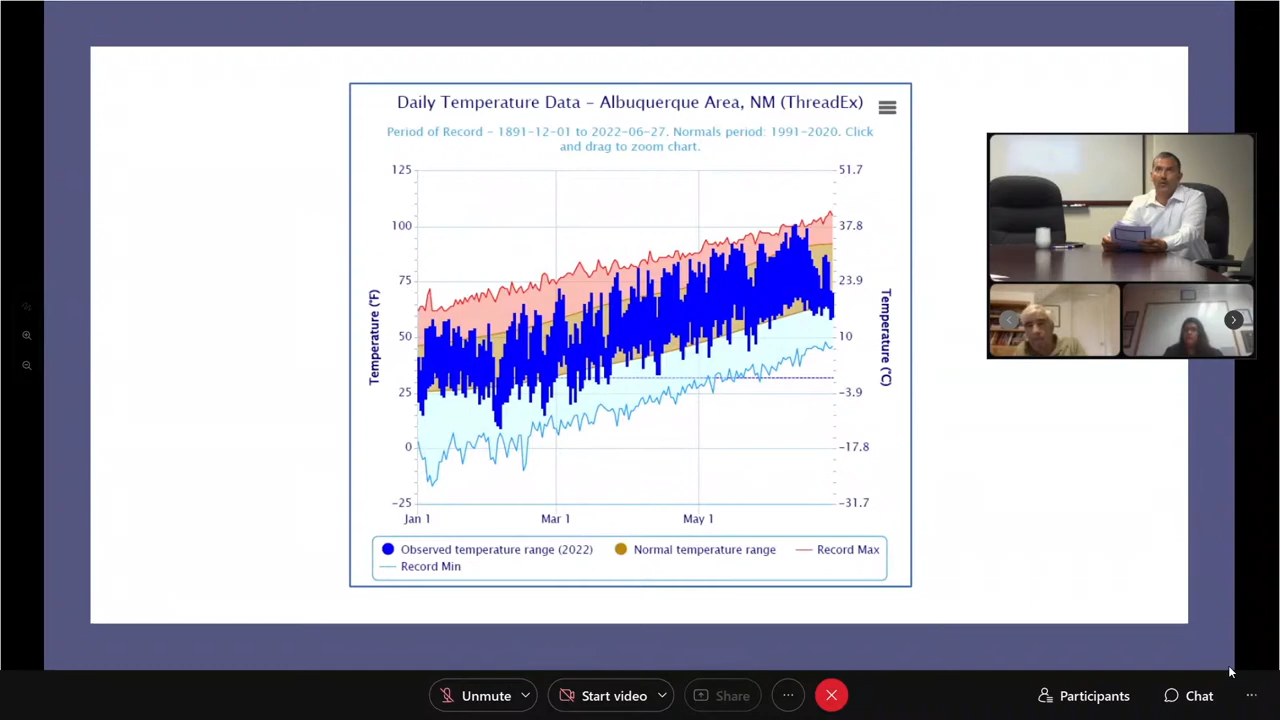 Daily Temperature Data – Albuquerque Area, NM (ThreadEx)
Period of Record – 1891-12-01 to 2022-06-27. Normals period: 1991-2020. Click
and drag to zoom chart.
125
100
75
50
25
0
−25
Temperature (°F)
51.7
37.8
23.9
10
−3.9
−17.8
−31.7
Temperature (°C)
Jan 1
Mar 1
May 1
Observed temperature range (2022)
Normal temperature range
Record Max
Record Min
Unmute
Start video
Share
Participants
Chat